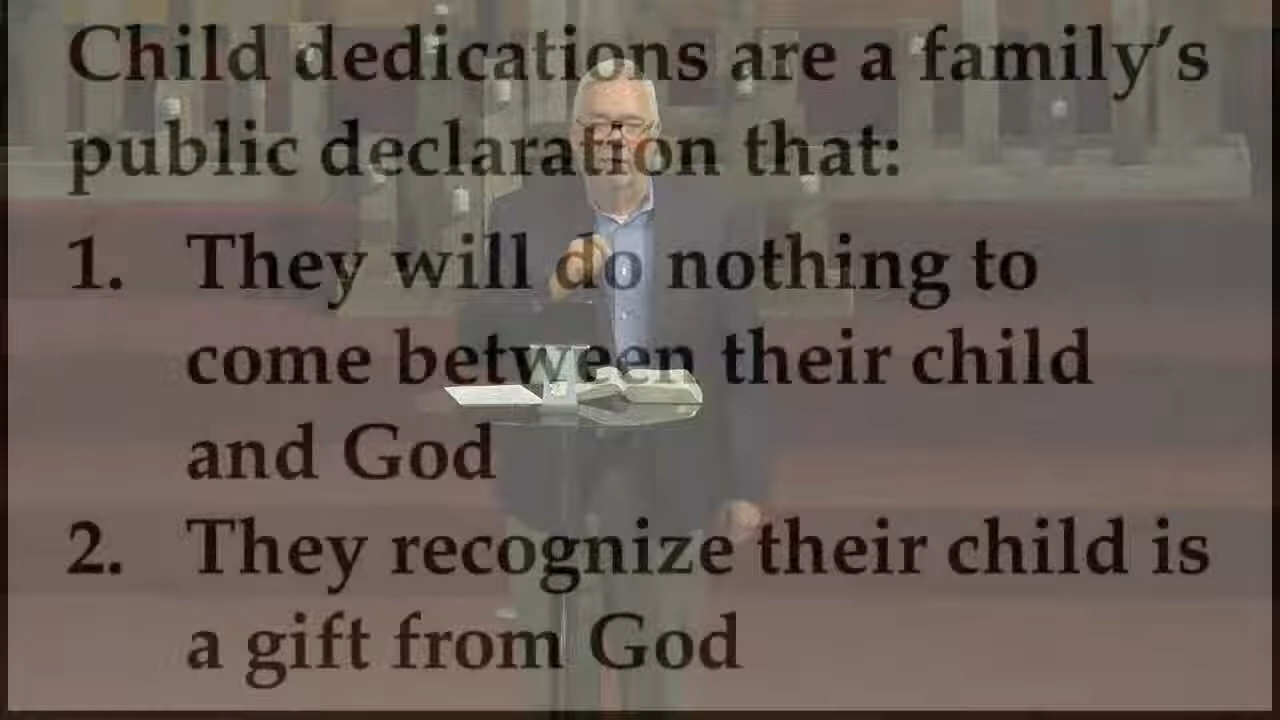 Child dedications are a family's
public declaration that:
1. They will do nothing to
come between their child
and God
2. They recognize their child is
a gift from God